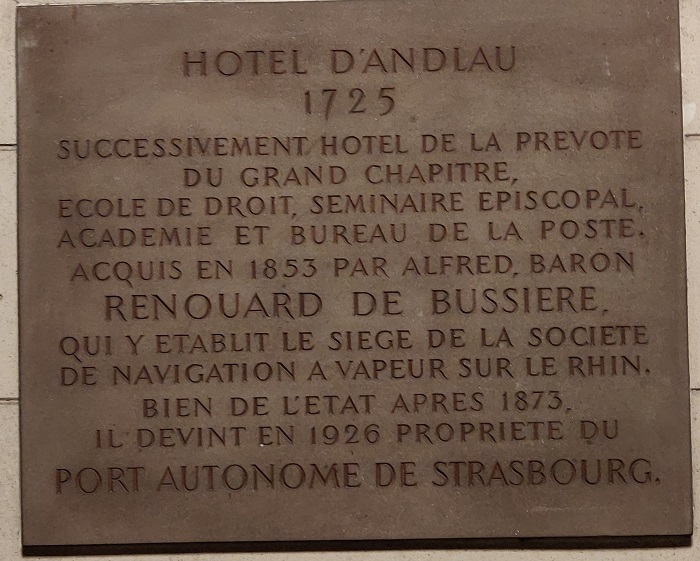 HOTEL D'ANDLAU
1725
SUCCESSIVEMENT HOTEL DE LA PREVOTE
DU GRAND CHAPITRE,
ECOLE DE DROIT, SEMINAIRE EPISCOPAL,
ACADEMIE ET BUREAU DE LA POSTE.
ACQUIS EN 1853 PAR ALFRED, BARON
RENOUARD DE BUSSIERE,
QUI Y ETABLIT LE SIEGE DE LA SOCIETE
DE NAVIGATION A VAPEUR SUR LE RHIN.
BIEN DE L'ETAT APRES 1873,
IL DEVINT EN 1926 PROPRIETE DU
PORT AUTONOME DE STRASBOURG.